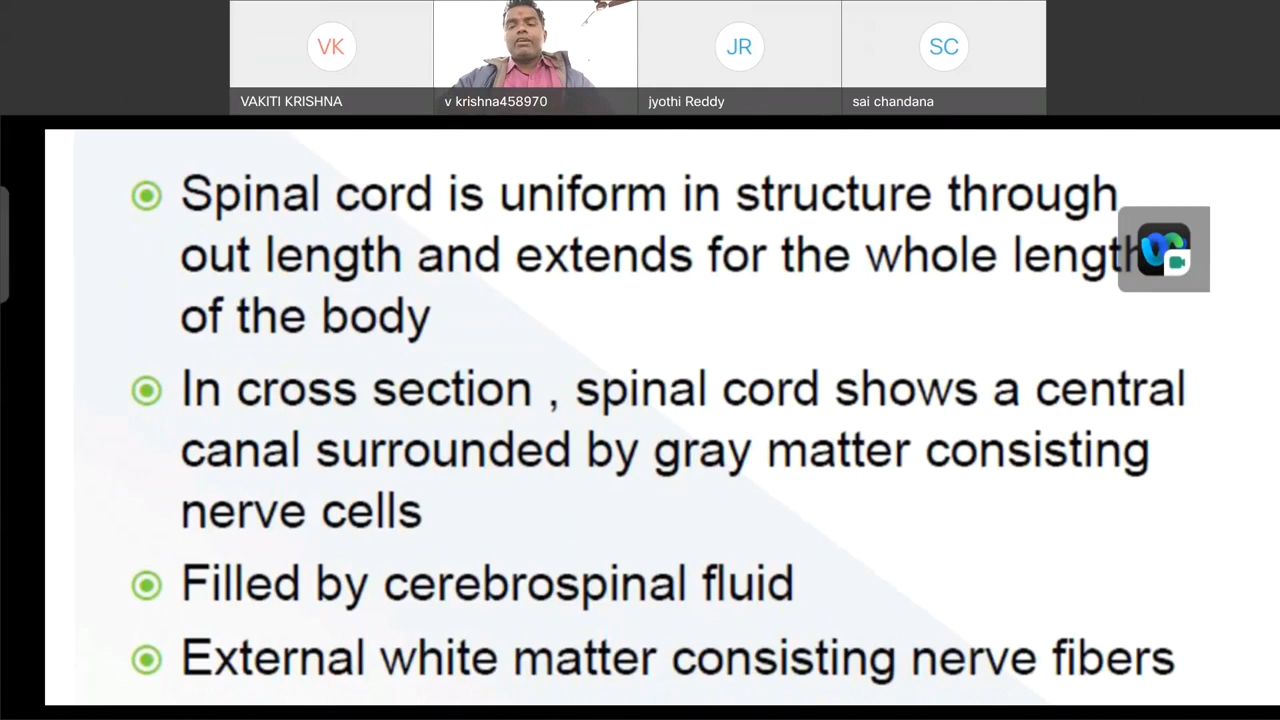 VK
JR
SC
VAKITI KRISHNA
v krishna458970
jyothi Reddy
sai chandana
Spinal cord is uniform in structure through
out length and extends for the whole length
of the body
In cross section , spinal cord shows a central
canal surrounded by gray matter consisting
nerve cells
Filled by cerebrospinal fluid
External white matter consisting nerve fibers